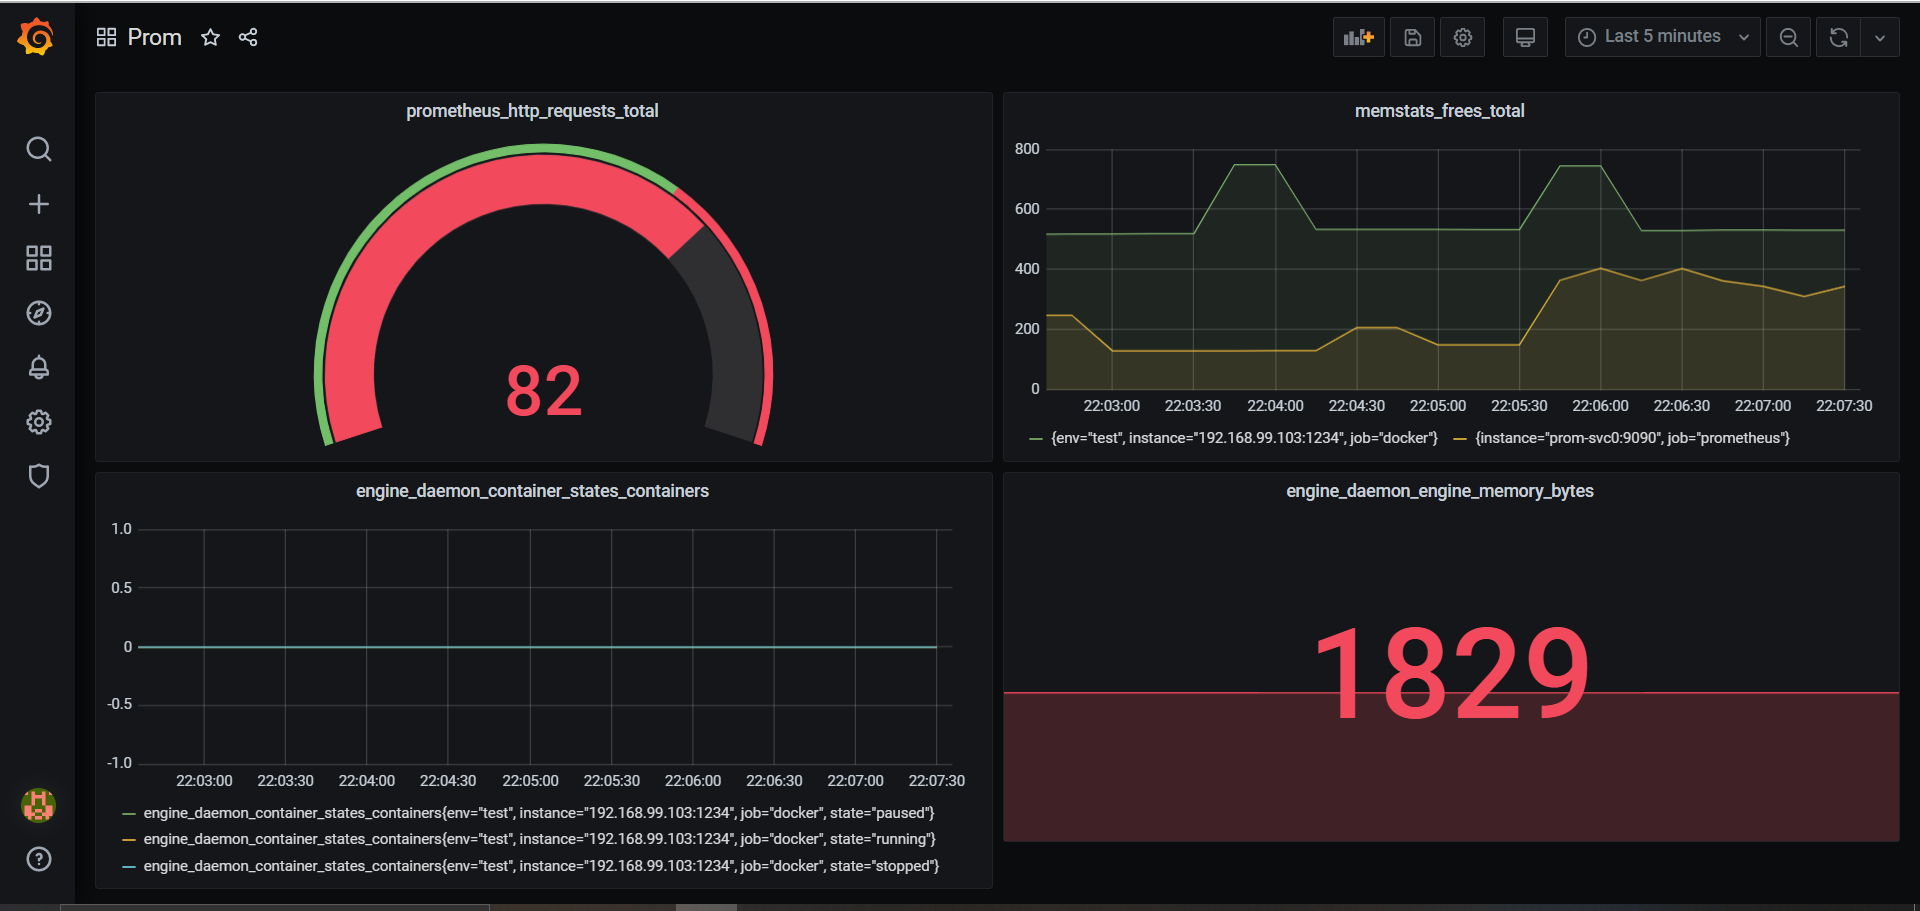 Prom
Last 5 minutes
prometheus_http_requests_total
82
memstats_frees_total
800
600
400
200
0
22:03:00 22:03:30 22:04:00 22:04:30 22:05:00 22:05:30 22:06:00 22:06:30 22:07:00 22:07:30
{env="test", instance="192.168.99.103:1234", job="docker"} {instance="prom-svc0:9090", job="prometheus"}
engine_daemon_container_states_containers
1.0
0.5
0
-0.5
-1.0
22:03:00 22:03:30 22:04:00 22:04:30 22:05:00 22:05:30 22:06:00 22:06:30 22:07:00 22:07:30
engine_daemon_container_states_containers{env="test", instance="192.168.99.103:1234", job="docker", state="paused"}
engine_daemon_container_states_containers{env="test", instance="192.168.99.103:1234", job="docker", state="running"}
engine_daemon_container_states_containers{env="test", instance="192.168.99.103:1234", job="docker", state="stopped"}
engine_daemon_engine_memory_bytes
1829